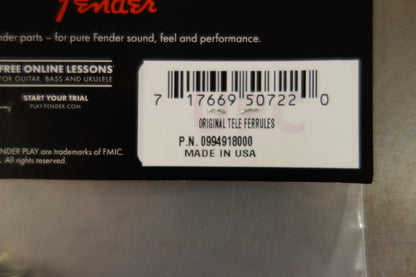 Fender
nder parts – for pure Fender sound, feel and performance.
FREE ONLINE LESSONS
FOR GUITAR, BASS AND UKULELE
START YOUR TRIAL
PLAY.FENDER.COM
7 17669 50722 0
ORIGINAL TELE FERRULES
P.N. 0994918000
MADE IN USA
ENDER PLAY are trademarks of FMIC.
. All rights reserved.